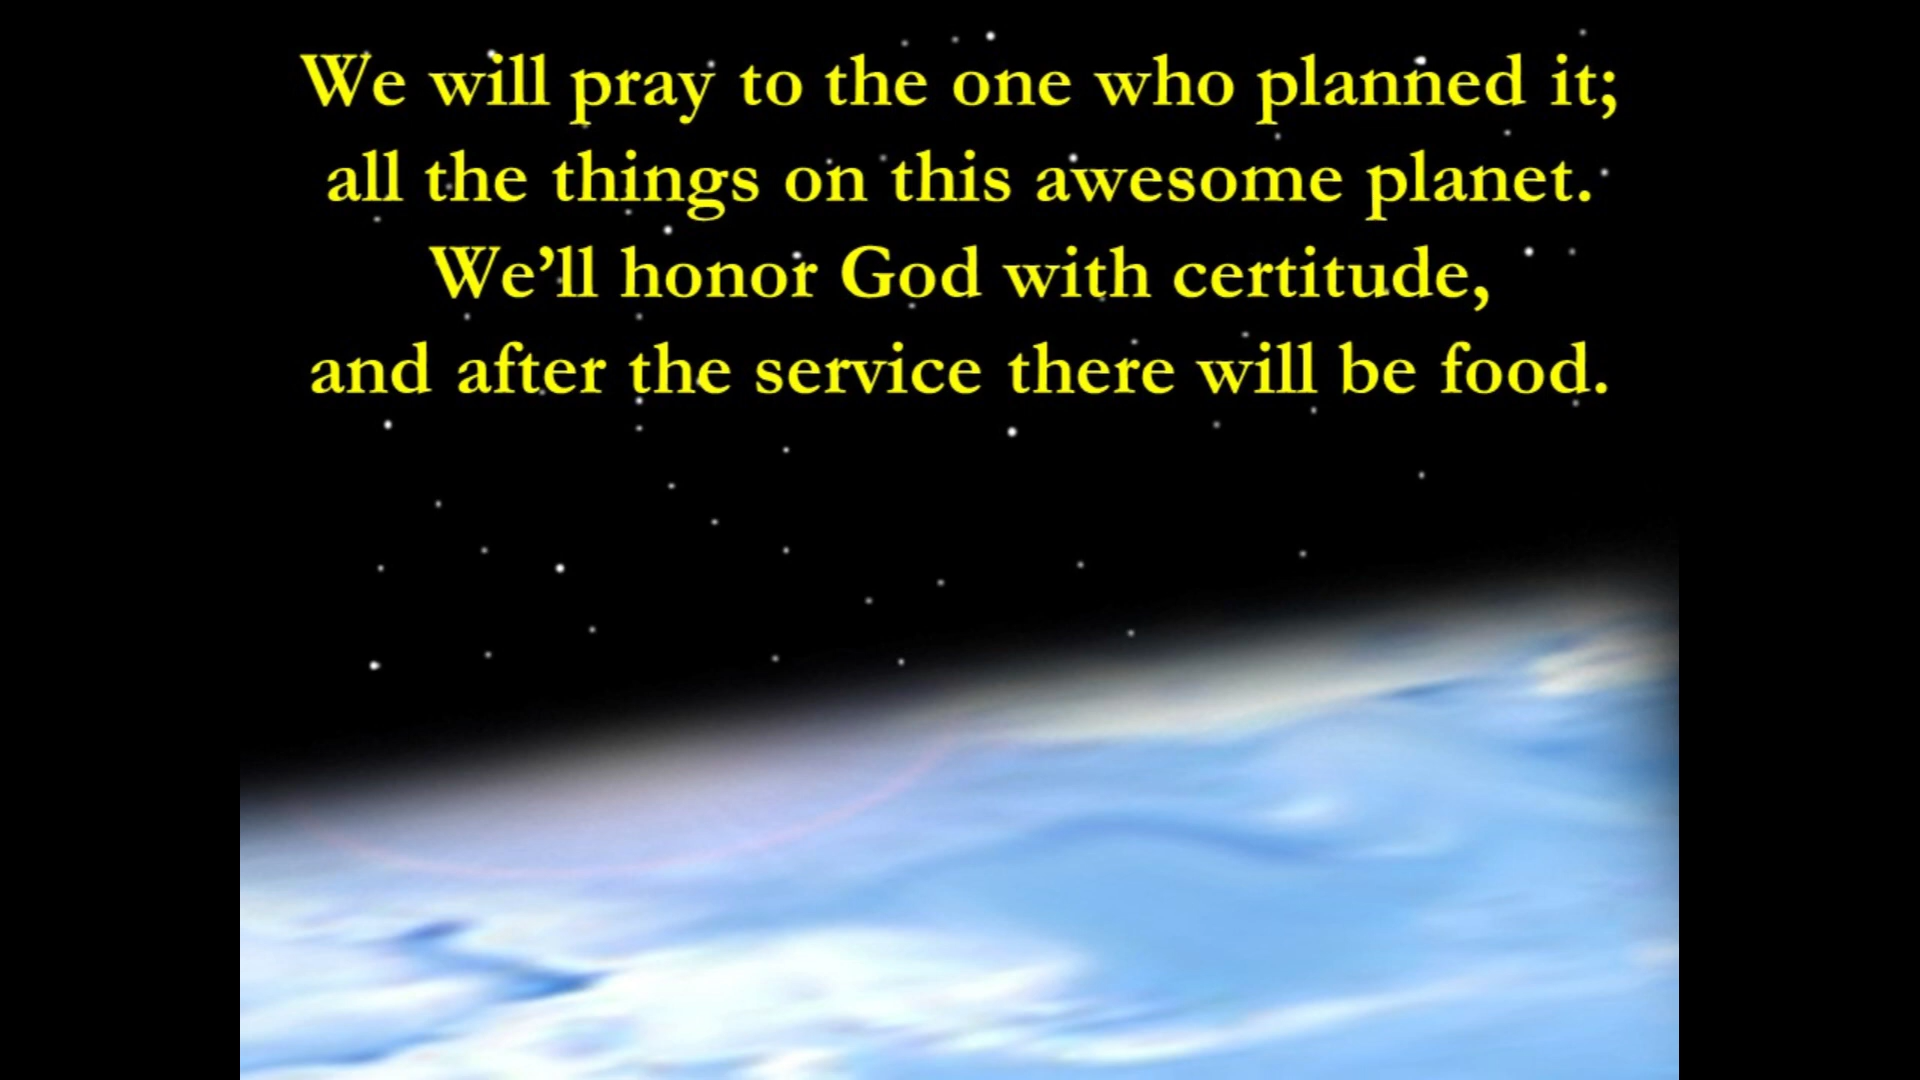 We will pray to the one who planned it;
all the things on this awesome planet.
We’ll honor God with certitude,
and after the service there will be food.